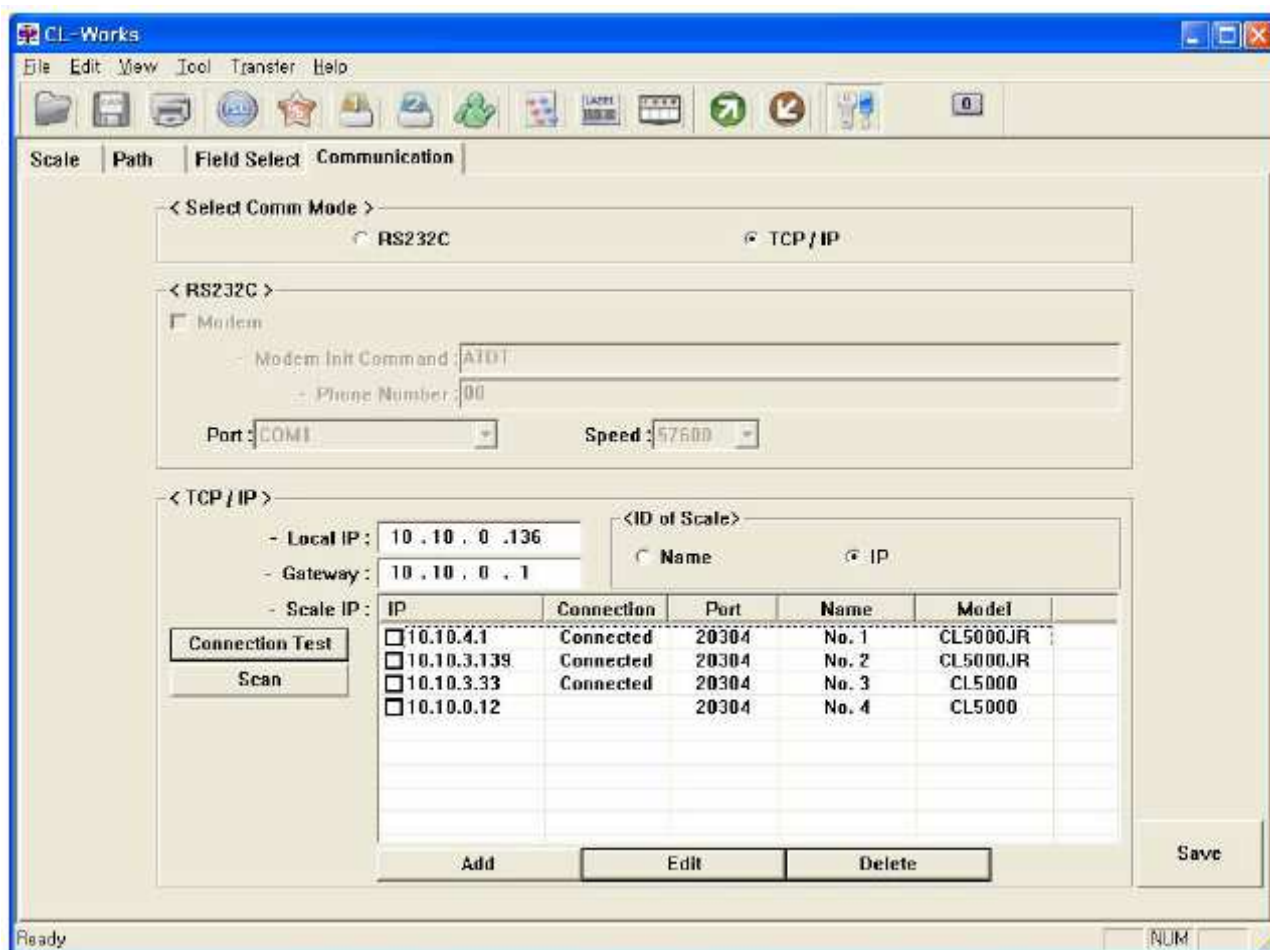 CL-Works
File Edit View Tool Transfer Help
LABEL
0
Scale Path Field Select Communication
< Select Comm Mode >
RS232C TCP / IP
< RS232C >
Modem
- Modem Init Command : ATDT
- Phone Number : 00
Port : COM1 Speed : 57600
< TCP / IP >
<ID of Scale>
- Local IP : 10 . 10 . 0 . 136
Name IP
- Gateway : 10 . 10 . 0 . 1
- Scale IP : IP Connection Port Name Model
Connection Test
Scan
10.10.4.1 Connected 20304 No. 1 CL5000JR
10.10.3.139 Connected 20304 No. 2 CL5000JR
10.10.3.33 Connected 20304 No. 3 CL5000
10.10.0.12 20304 No. 4 CL5000
Add Edit Delete
Save
Ready NUM